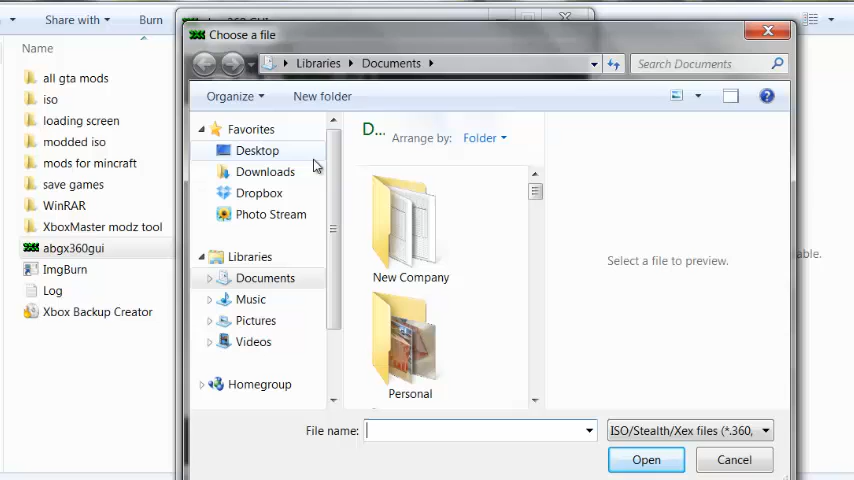 Share with
Burn
abgx360 GUI
Choose a file
Name
Libraries
Documents
Search Documents
all gta mods
Organize
New folder
iso
loading screen
Favorites
D...
Arrange by:
Folder
modded iso
Desktop
mods for mincraft
Downloads
save games
Dropbox
WinRAR
Photo Stream
XboxMaster modz tool
abgx360gui
Libraries
able.
Select a file to preview.
ImgBurn
Documents
New Company
Log
Music
Xbox Backup Creator
Pictures
Videos
Homegroup
Personal
File name:
ISO/Stealth/Xex files (*.360,
Open
Cancel